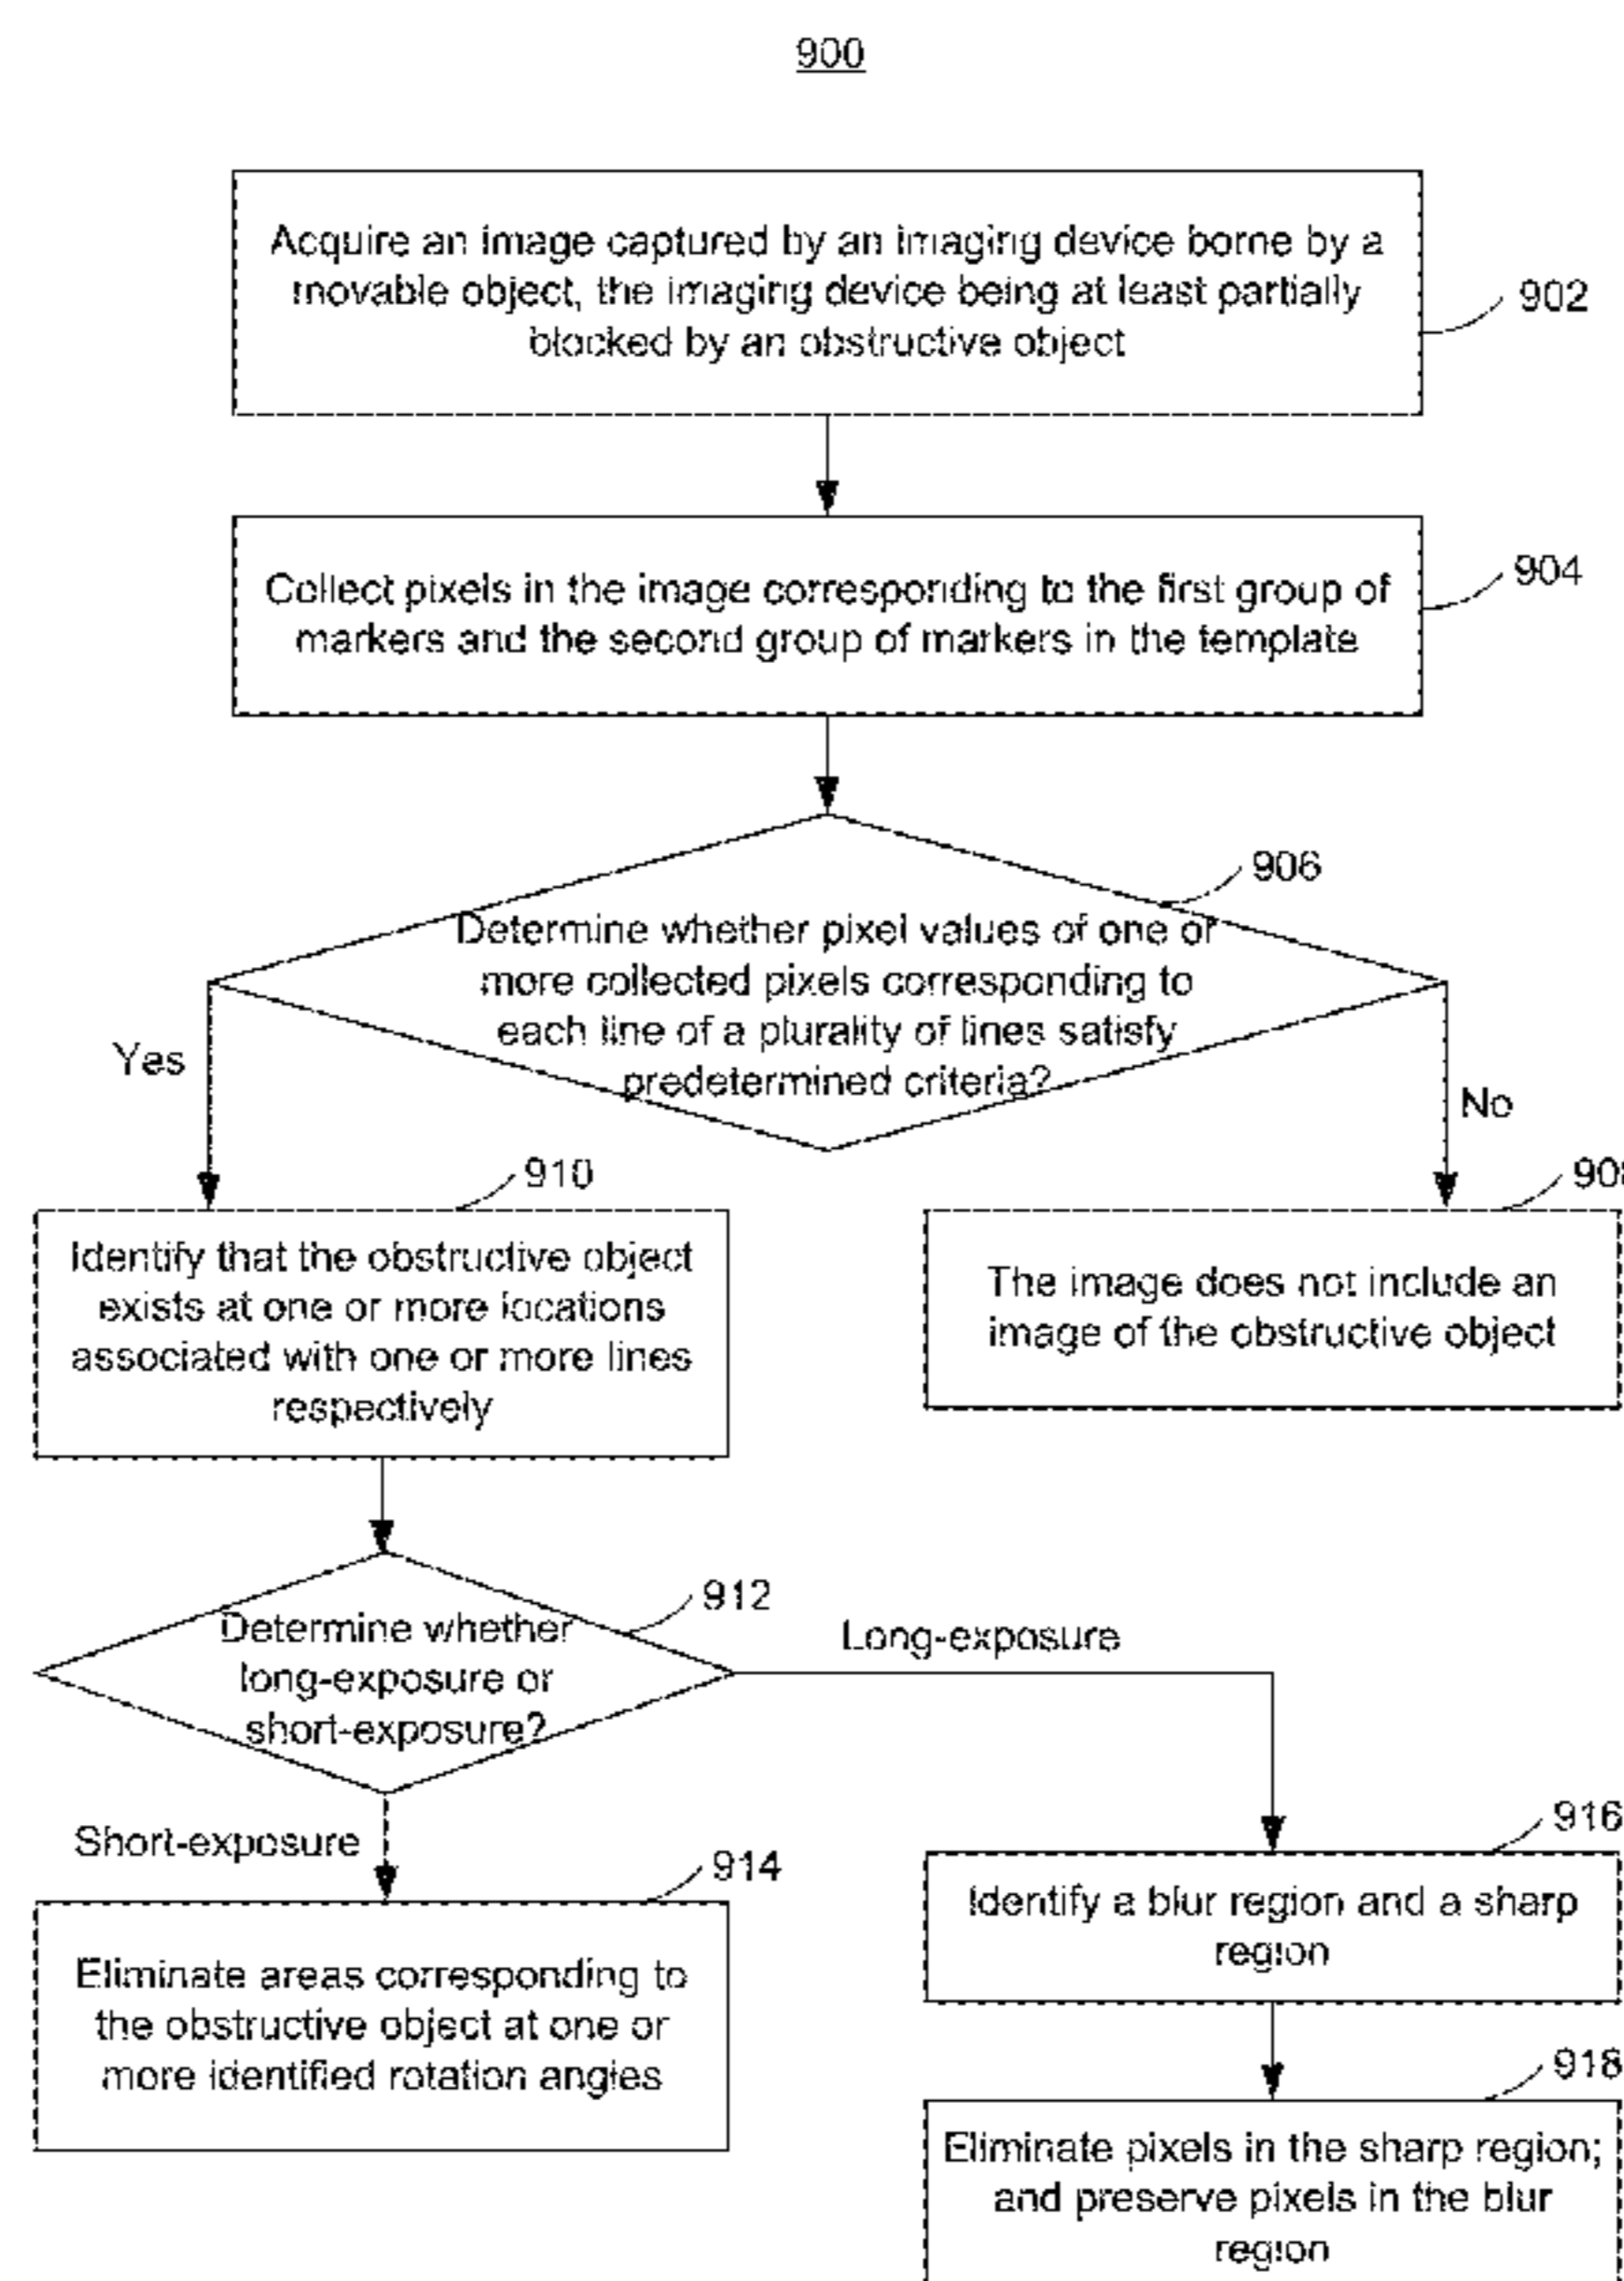 900
Acquire an image captured by an imaging device borne by a
movable object, the imaging device being at least partially
blocked by an obstructive object
902
Collect pixels in the image corresponding to the first group of
markers and the second group of markers in the template
904
906
Determine whether pixel values of one or
more collected pixels corresponding to
each line of a plurality of lines satisfy
predetermined criteria?
Yes
No
910
Identify that the obstructive object
exists at one or more locations
associated with one or more lines
respectively
The image does not include an
image of the obstructive object
912
Determine whether
long-exposure or
short-exposure?
Long-exposure
Short-exposure
914
Eliminate areas corresponding to
the obstructive object at one or
more identified rotation angles
916
Identify a blur region and a sharp
region
918
Eliminate pixels in the sharp region;
and preserve pixels in the blur
region